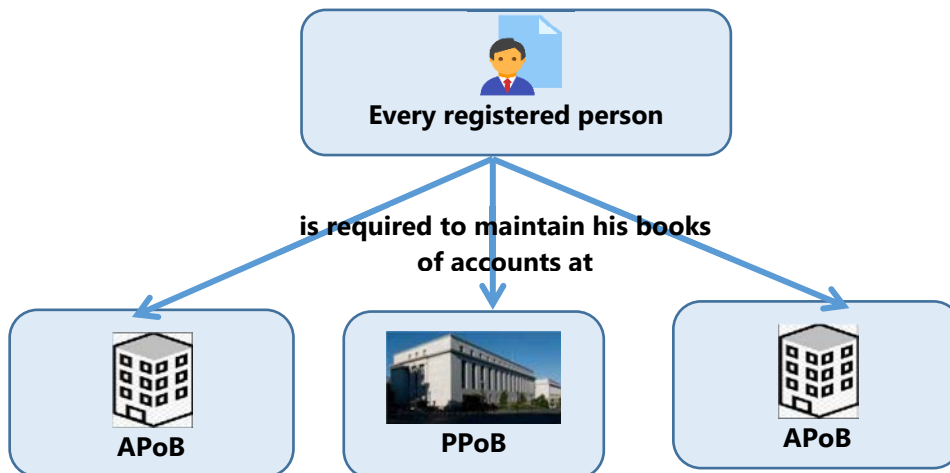 Every registered person
is required to maintain his books
of accounts at
APoB
PPoB
APoB